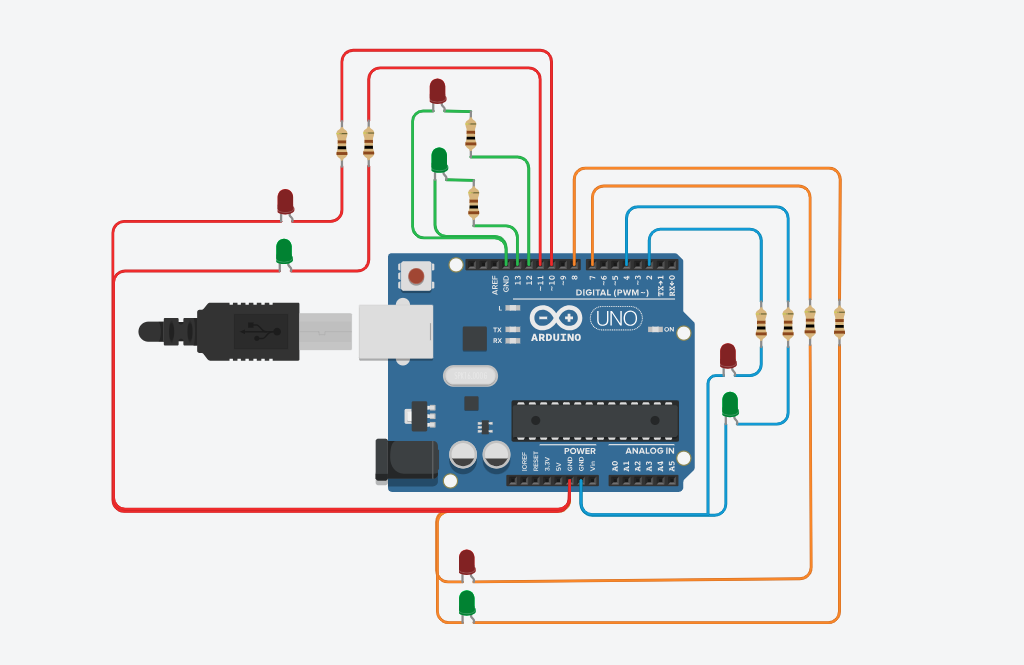 AREF
GND
13
12
~11
~10
~9
8
7
~6
~5
4
~3
2
TX→1
RX←0
DIGITAL (PWM~)
L
TX
RX
ARDUINO
UNO
ON
POWER
ANALOG IN
IOREF
RESET
3.3V
5V
GND
GND
Vin
A0
A1
A2
A3
A4
A5